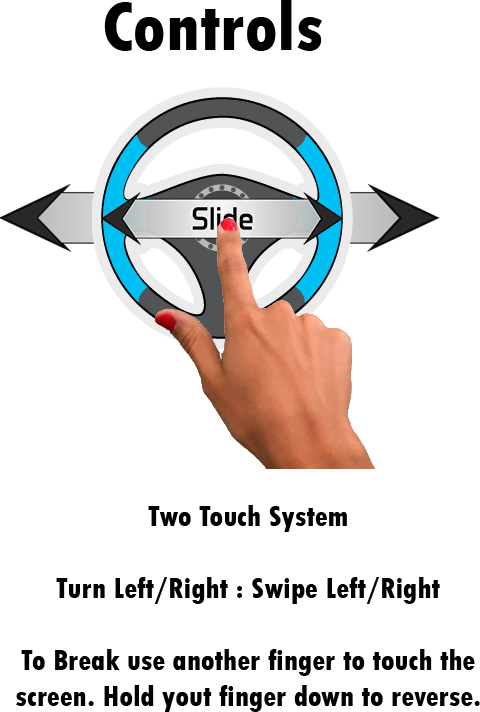 Controls
Slide
Two Touch System
Turn Left/Right : Swipe Left/Right
To Break use another finger to touch the
screen. Hold yout finger down to reverse.